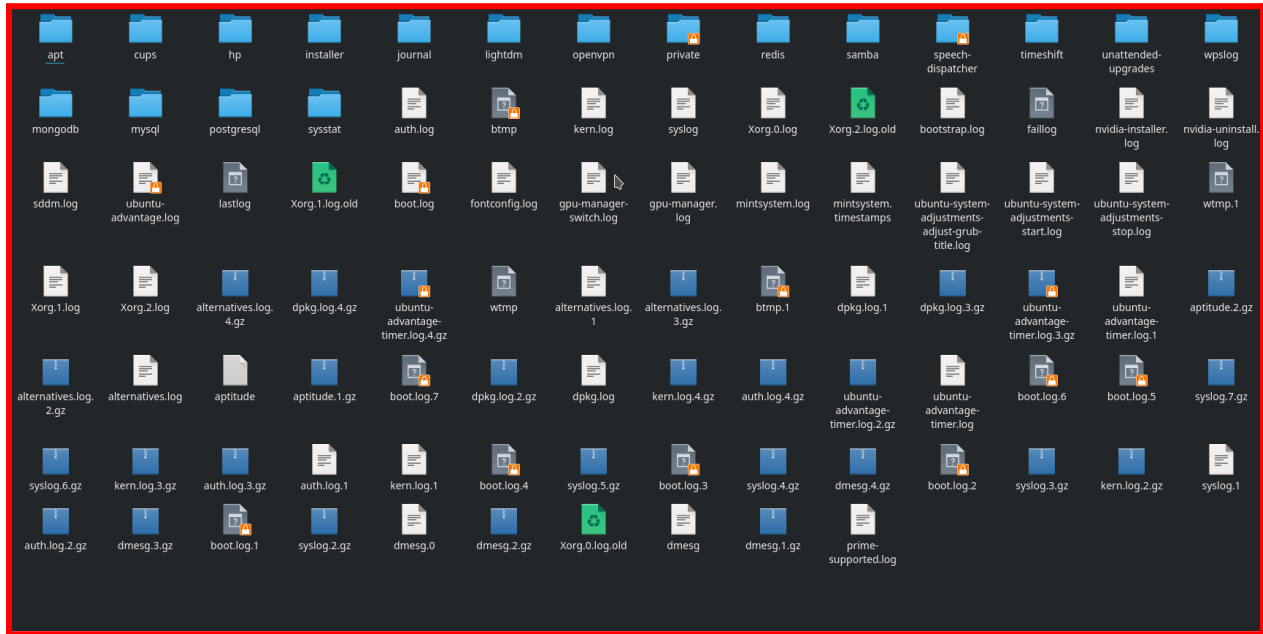 apt
cups
hp
installer
journal
lightdm
openvpn
private
redis
samba
speech-
dispatcher
timeshift
unattended-
upgrades
wpslog
mongodb
mysql
postgresql
sysstat
auth.log
btmp
kern.log
syslog
Xorg.0.log
Xorg.2.log.old
bootstrap.log
faillog
nvidia-installer.
log
nvidia-uninstall.
log
sddm.log
ubuntu-
advantage.log
lastlog
Xorg.1.log.old
boot.log
fontconfig.log
gpu-manager-
switch.log
gpu-manager.
log
mintsystem.log
mintsystem.
timestamps
ubuntu-system-
adjustments-
adjust-grub-
title.log
ubuntu-system-
adjustments-
start.log
ubuntu-system-
adjustments-
stop.log
wtmp.1
Xorg.1.log
Xorg.2.log
alternatives.log.
4.gz
dpkg.log.4.gz
ubuntu-
advantage-
timer.log.4.gz
wtmp
alternatives.log.
1
alternatives.log.
3.gz
btmp.1
dpkg.log.1
dpkg.log.3.gz
ubuntu-
advantage-
timer.log.3.gz
ubuntu-
advantage-
timer.log.1
aptitude.2.gz
alternatives.log.
2.gz
alternatives.log
aptitude
aptitude.1.gz
boot.log.7
dpkg.log.2.gz
dpkg.log
kern.log.4.gz
auth.log.4.gz
ubuntu-
advantage-
timer.log.2.gz
ubuntu-
advantage-
timer.log
boot.log.6
boot.log.5
syslog.7.gz
syslog.6.gz
kern.log.3.gz
auth.log.3.gz
auth.log.1
kern.log.1
boot.log.4
syslog.5.gz
boot.log.3
syslog.4.gz
dmesg.4.gz
boot.log.2
syslog.3.gz
kern.log.2.gz
syslog.1
auth.log.2.gz
dmesg.3.gz
boot.log.1
syslog.2.gz
dmesg.0
dmesg.2.gz
Xorg.0.log.old
dmesg
dmesg.1.gz
prime-
supported.log